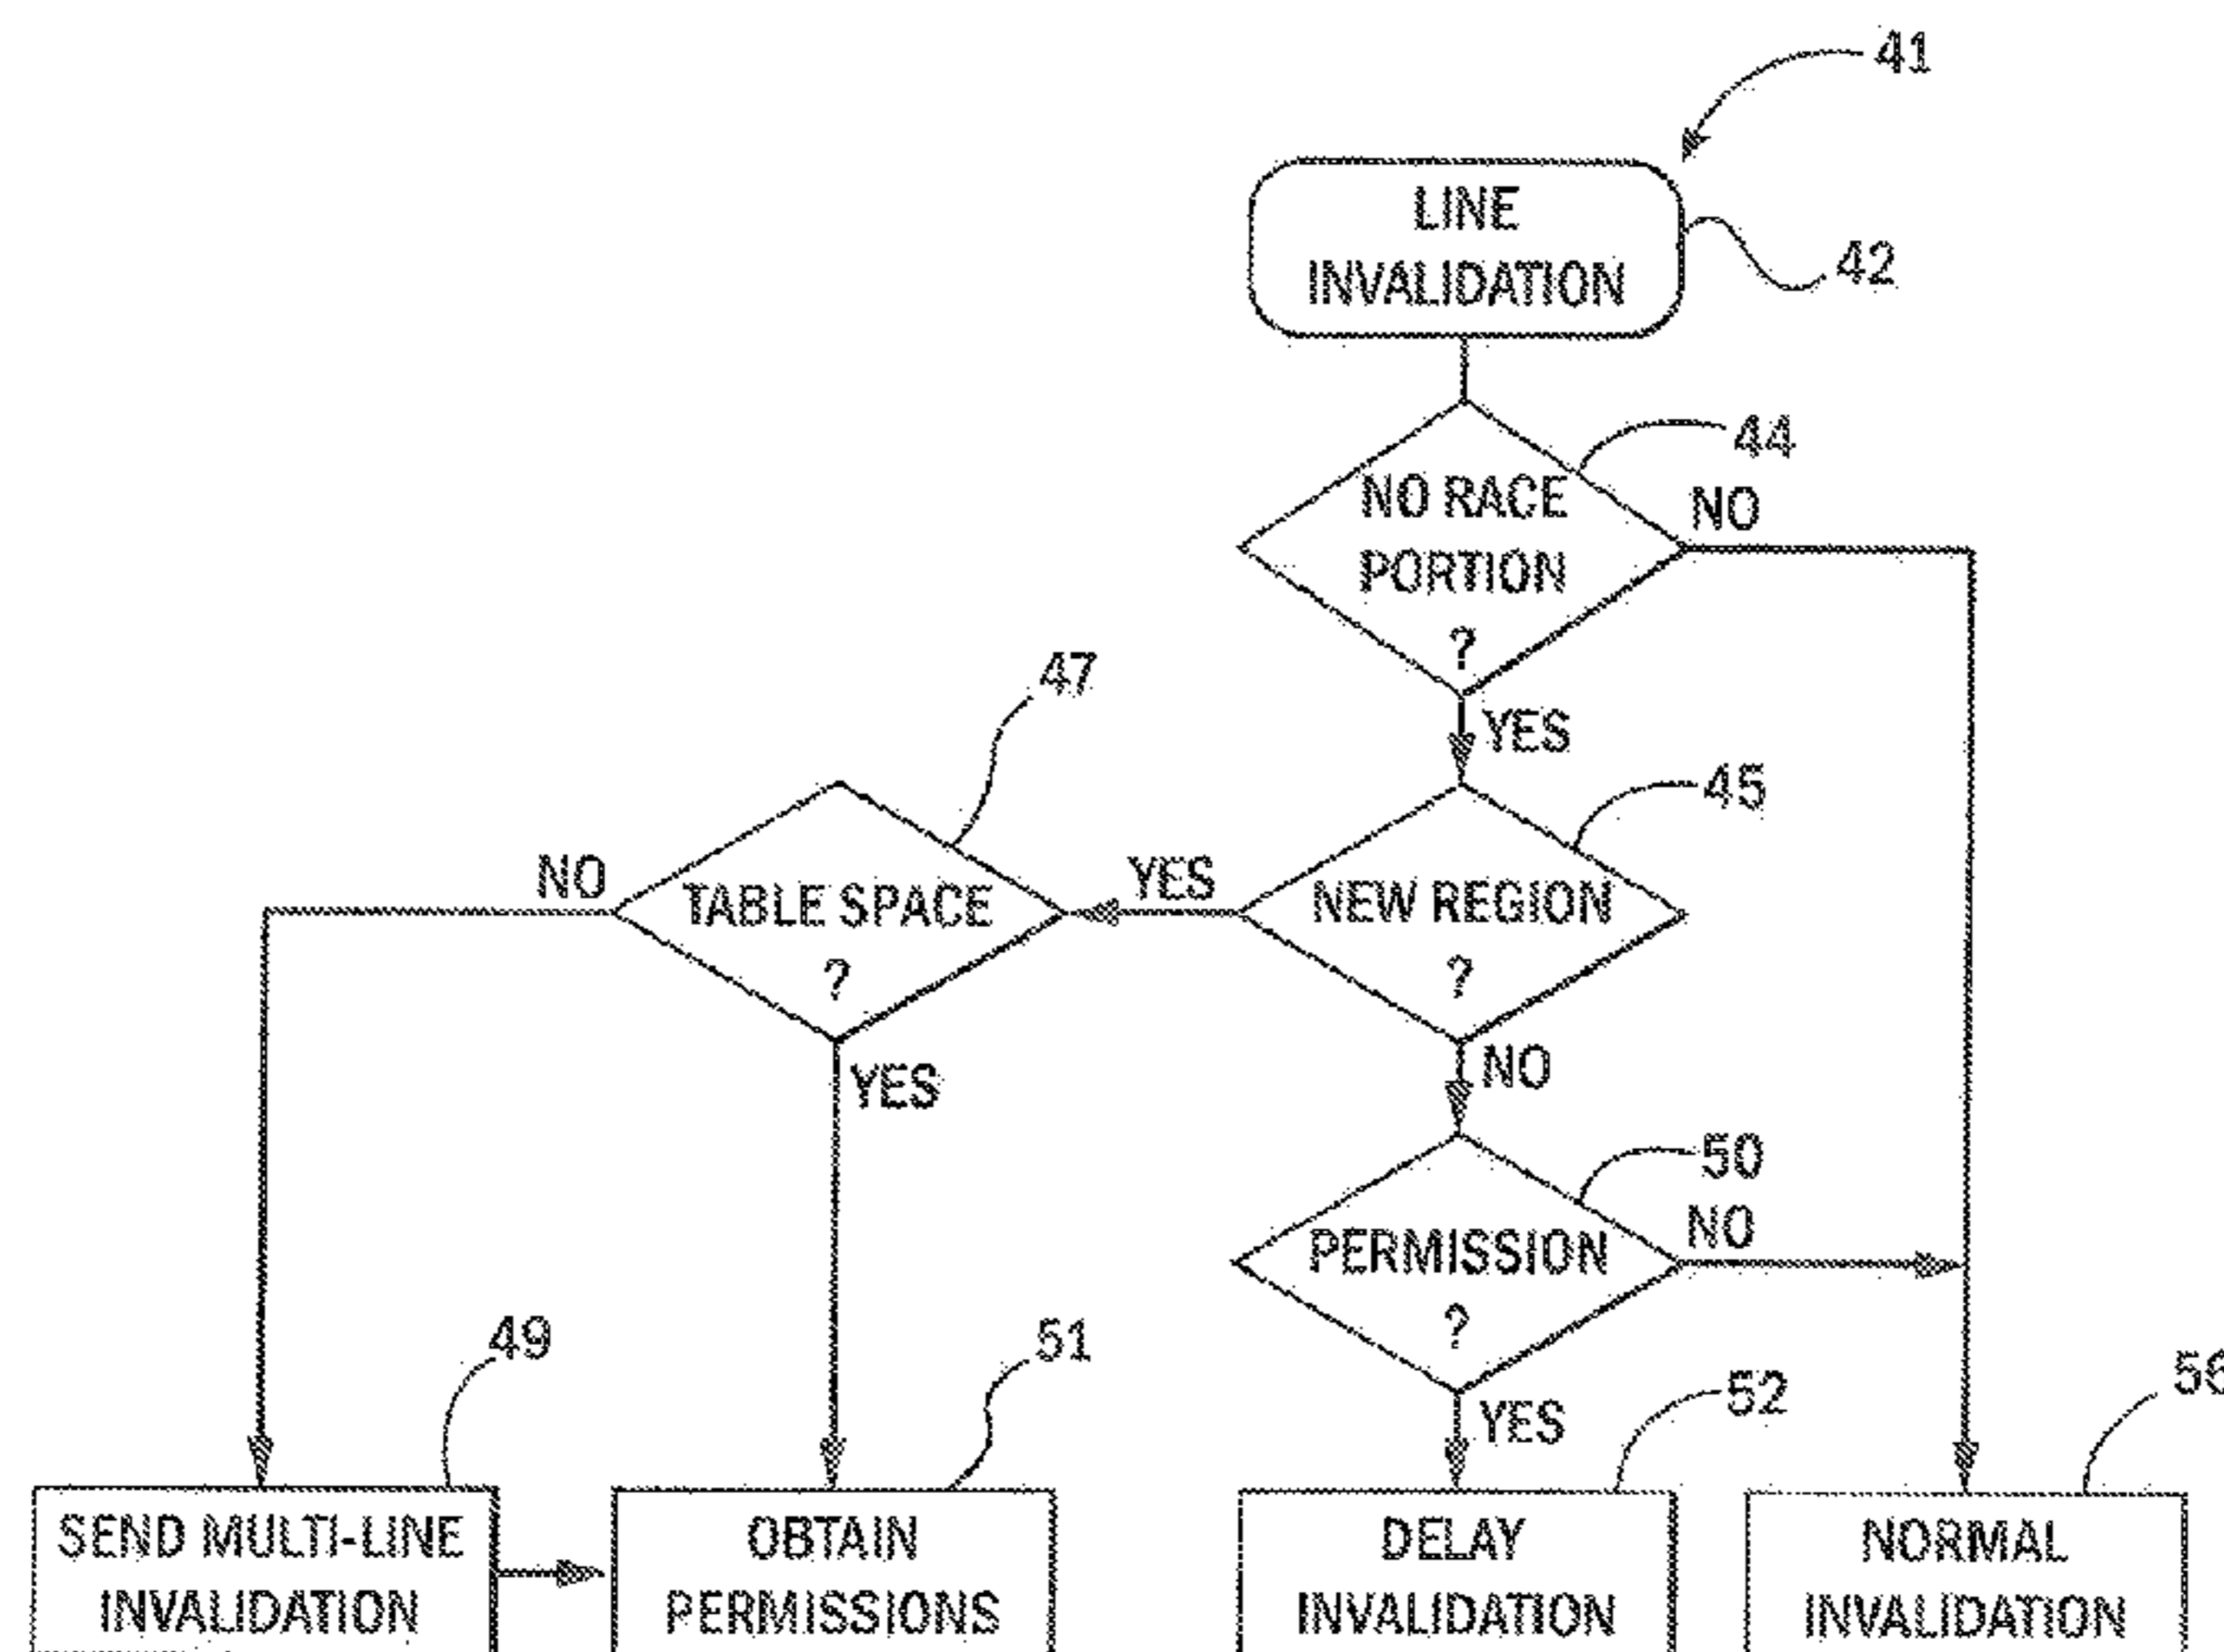 41
LINE
INVALIDATION
42
44
NO RACE
PORTION
?
NO
YES
47
45
NO
TABLE SPACE
?
YES
NEW REGION
?
YES
NO
50
PERMISSION
?
NO
49
51
YES
52
56
SEND MULTI-LINE
INVALIDATION
OBTAIN
PERMISSIONS
DELAY
INVALIDATION
NORMAL
INVALIDATION